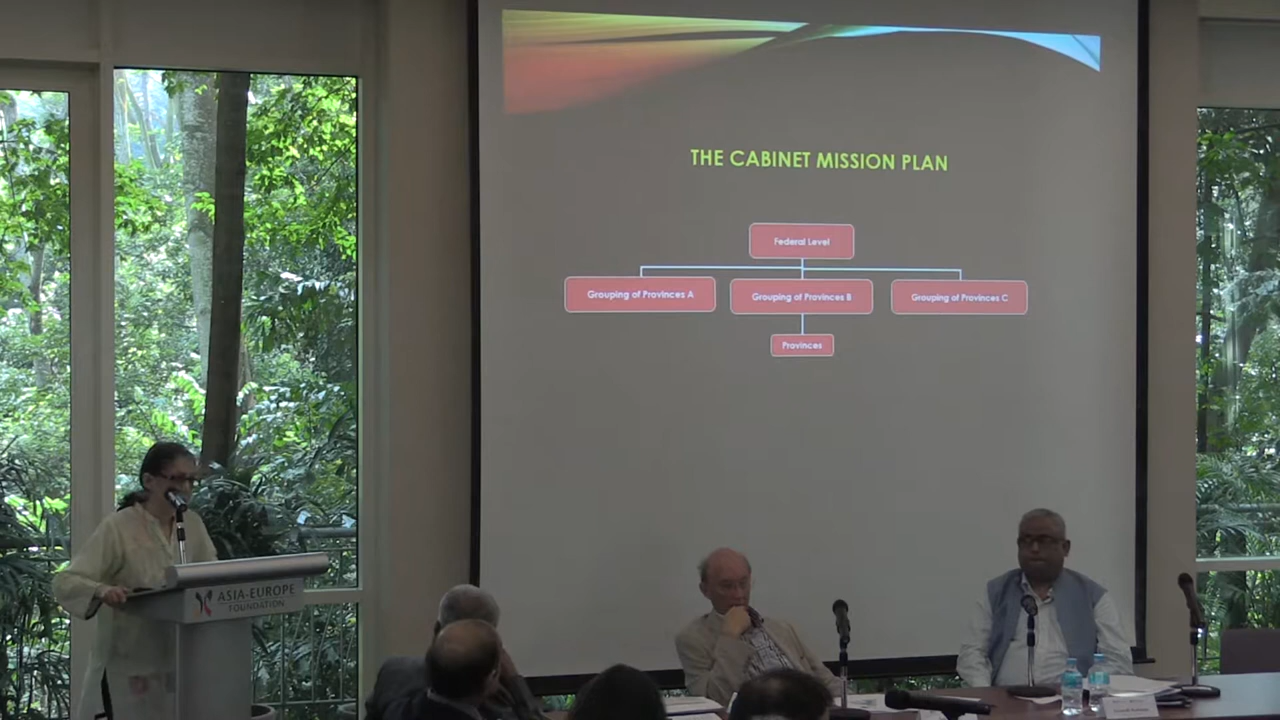 THE CABINET MISSION PLAN
Federal Level
Grouping of Provinces A
Grouping of Provinces B
Grouping of Provinces C
Provinces
ASIA-EUROPE
FOUNDATION